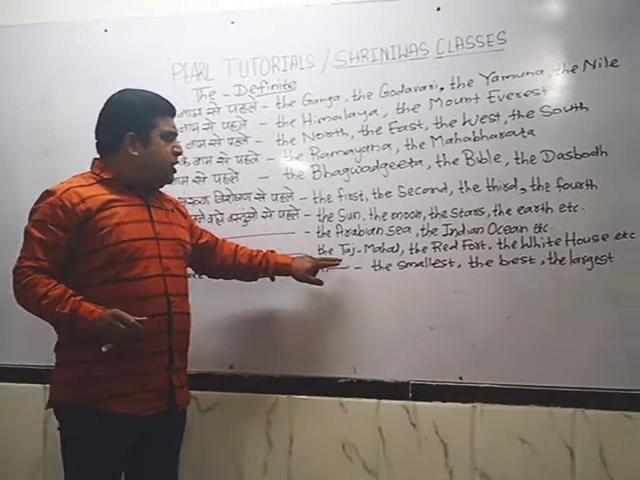 PEARL TUTORIALS / SHRINIWAS CLASSES
The - Definite
नाम से पहले - the Ganga, the Godavari, the Yamuna, the Nile
नाम से पहले - the Himalaya, the Mount Everest
नाम से पहले - the North, the East, the West, the South
के नाम से पहले - the Ramayana, the Mahabharata
नाम से पहले - the Bhagwadgeeta, the Bible, the Dasbodh
विशेषण से पहले - the first, the Second, the third, the fourth
वस्तुओ से पहले - the Sun, the moon, the Stars, the earth etc.
- the Arabian sea, the Indian Ocean etc
the Taj-Mahal, the Red Fort, the White House etc
- the smallest, the best, the largest